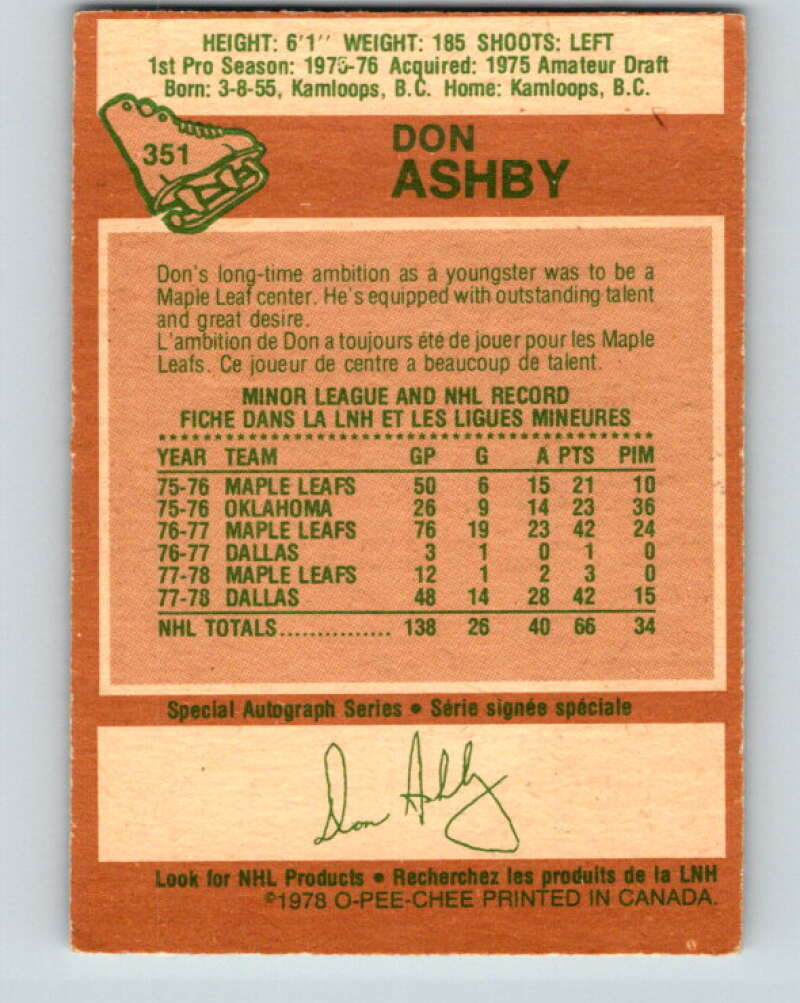 HEIGHT: 6'1'' WEIGHT: 185 SHOOTS: LEFT
1st Pro Season: 1975-76 Acquired: 1975 Amateur Draft
Born: 3-8-55, Kamloops, B.C. Home: Kamloops, B.C.
351
DON
ASHBY
Don's long-time ambition as a youngster was to be a
Maple Leaf center. He's equipped with outstanding talent
and great desire.
L'ambition de Don a toujours été de jouer pour les Maple
Leafs. Ce joueur de centre a beaucoup de talent.
MINOR LEAGUE AND NHL RECORD
FICHE DANS LA LNH ET LES LIGUES MINEURES
YEAR TEAM GP G A PTS PIM
75-76 MAPLE LEAFS 50 6 15 21 10
75-76 OKLAHOMA 26 9 14 23 36
76-77 MAPLE LEAFS 76 19 23 42 24
76-77 DALLAS 3 1 0 1 0
77-78 MAPLE LEAFS 12 1 2 3 0
77-78 DALLAS 48 14 28 42 15
NHL TOTALS............... 138 26 40 66 34
Special Autograph Series • Série signée spéciale
Don Ashby
Look for NHL Products • Recherchez les produits de la LNH
©1978 O-PEE-CHEE PRINTED IN CANADA.